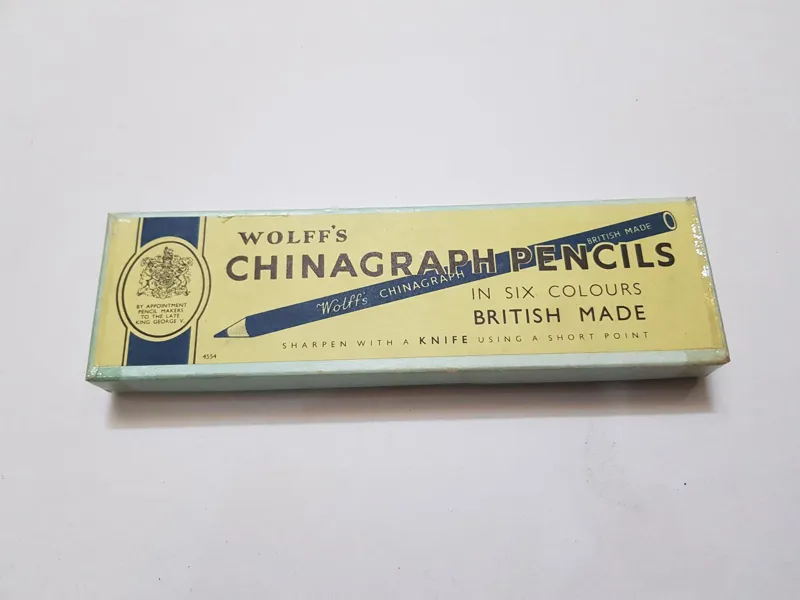 WOLFF'S
CHINAGRAPH PENCILS
BRITISH MADE
Wolff's CHINAGRAPH
IN SIX COLOURS
BRITISH MADE
SHARPEN WITH A KNIFE USING A SHORT POINT
BY APPOINTMENT
PENCIL MAKERS
TO THE LATE
KING GEORGE V.
4554